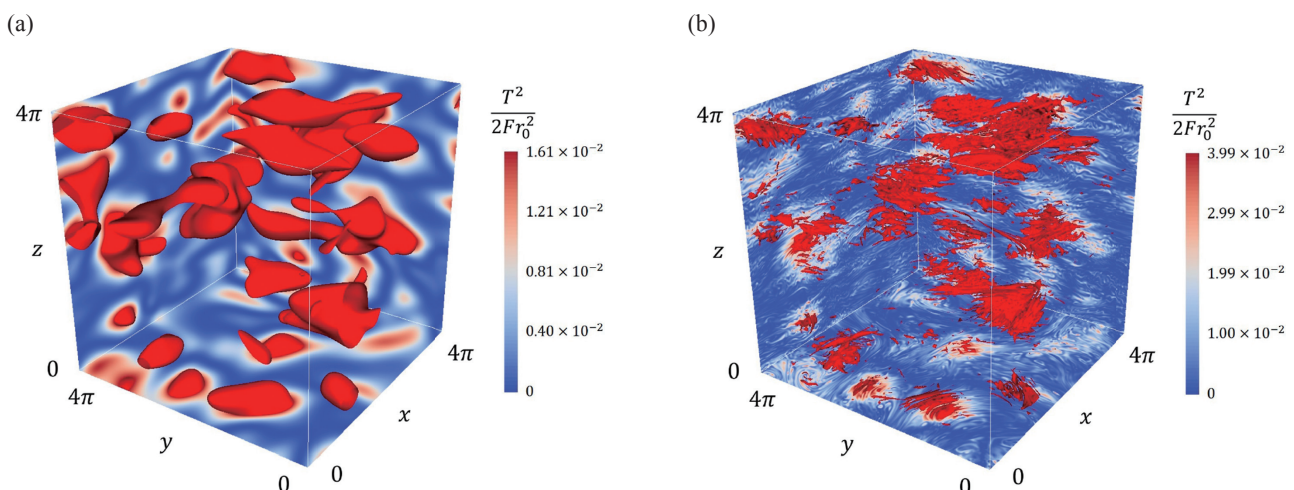 (a)
4π
z
0
4π
y
0
0
x
4π
T²
2Fr₀²
1.61 × 10⁻²
1.21 × 10⁻²
0.81 × 10⁻²
0.40 × 10⁻²
0
(b)
4π
z
0
4π
y
0
0
x
4π
T²
2Fr₀²
3.99 × 10⁻²
2.99 × 10⁻²
1.99 × 10⁻²
1.00 × 10⁻²
0